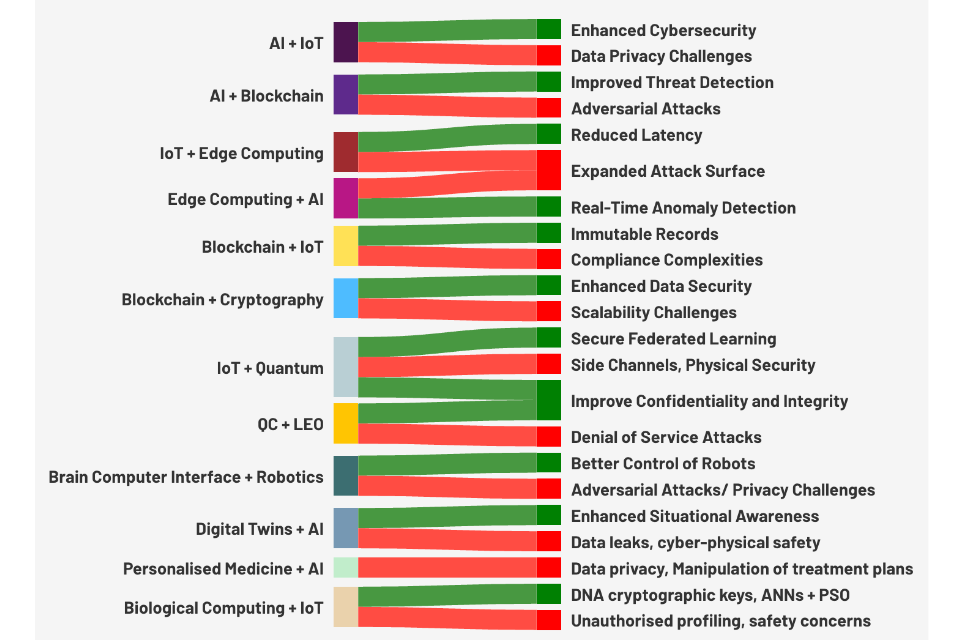 AI + IoT
Enhanced Cybersecurity
Data Privacy Challenges
AI + Blockchain
Improved Threat Detection
Adversarial Attacks
IoT + Edge Computing
Reduced Latency
Expanded Attack Surface
Edge Computing + AI
Real-Time Anomaly Detection
Blockchain + IoT
Immutable Records
Compliance Complexities
Blockchain + Cryptography
Enhanced Data Security
Scalability Challenges
IoT + Quantum
Secure Federated Learning
Side Channels, Physical Security
Improve Confidentiality and Integrity
QC + LEO
Denial of Service Attacks
Brain Computer Interface + Robotics
Better Control of Robots
Adversarial Attacks/ Privacy Challenges
Digital Twins + AI
Enhanced Situational Awareness
Data leaks, cyber-physical safety
Personalised Medicine + AI
Data privacy, Manipulation of treatment plans
Biological Computing + IoT
DNA cryptographic keys, ANNs + PSO
Unauthorised profiling, safety concerns